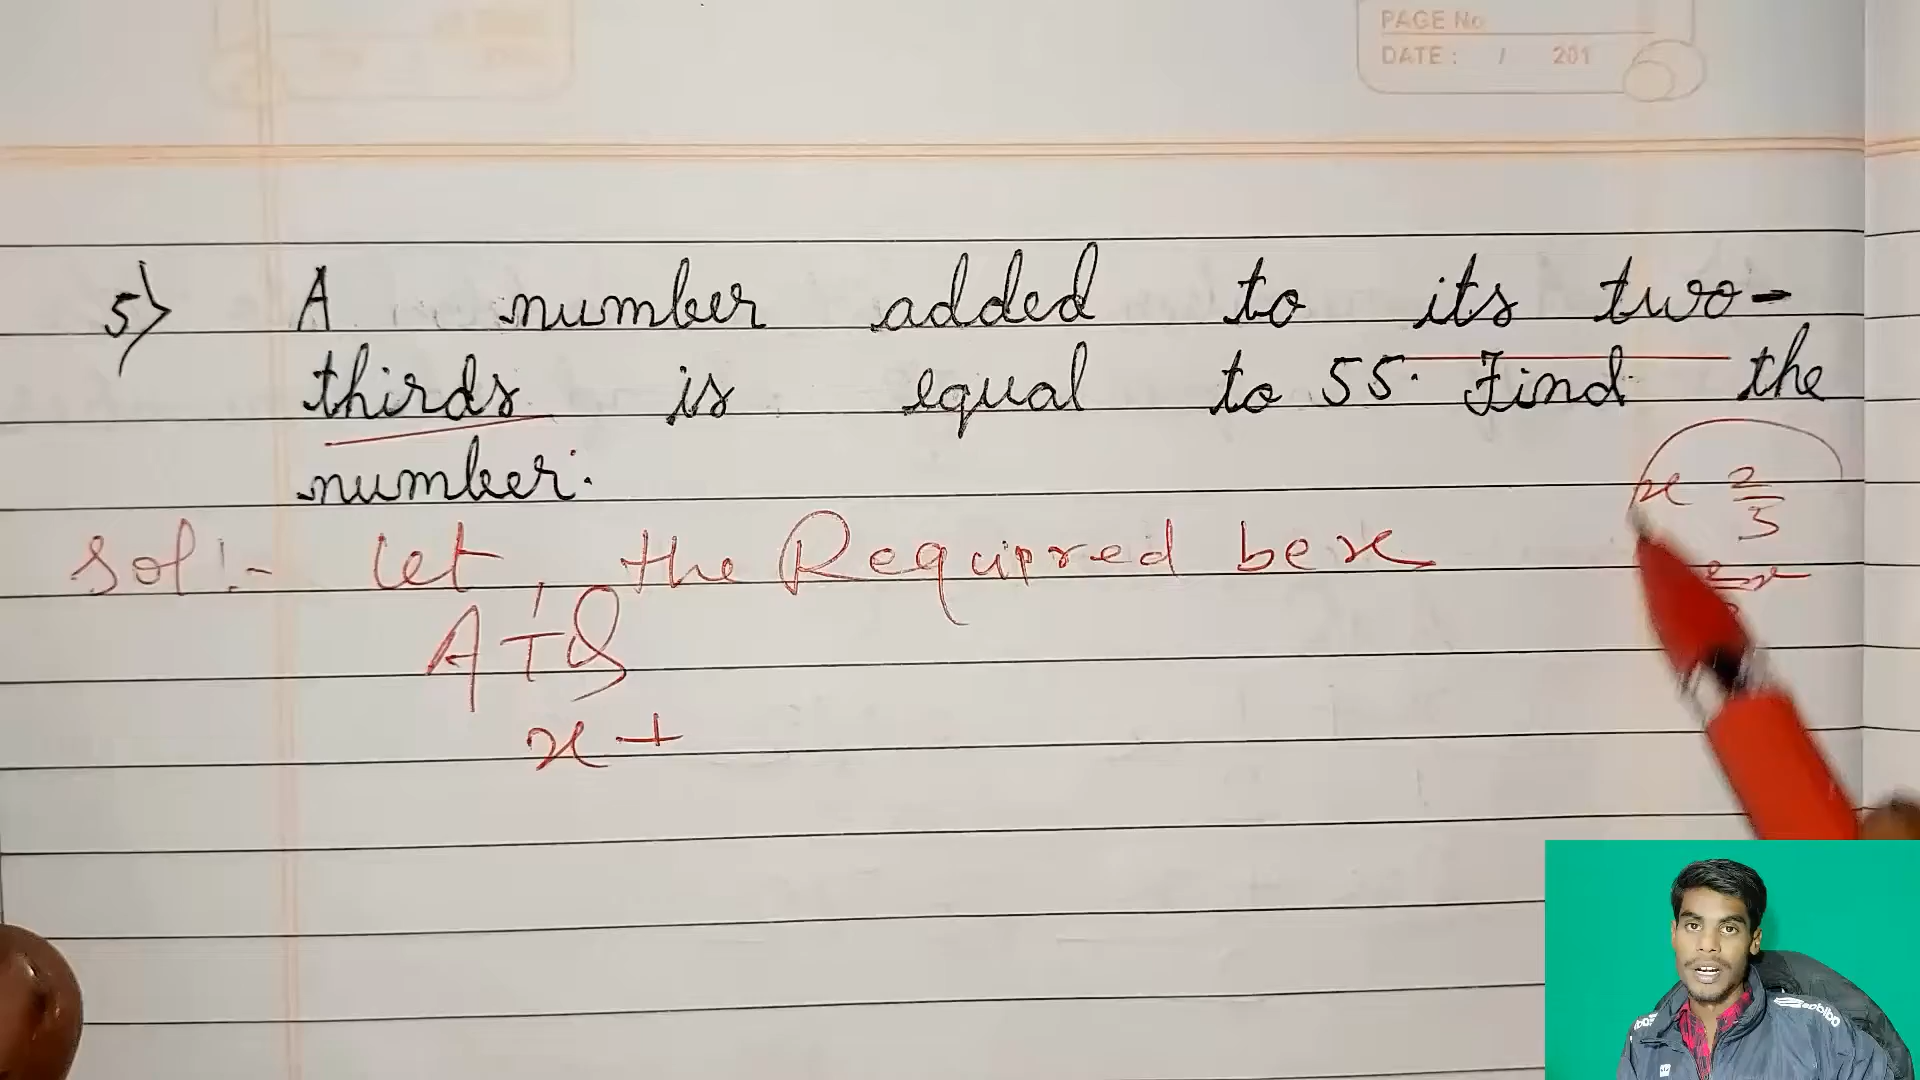 PAGE No
DATE : / 201
5) A number added to its two-
thirds is equal to 55. Find the
number.
x 2/3
Sol:- let, the Requipred be x
ATQ
x +